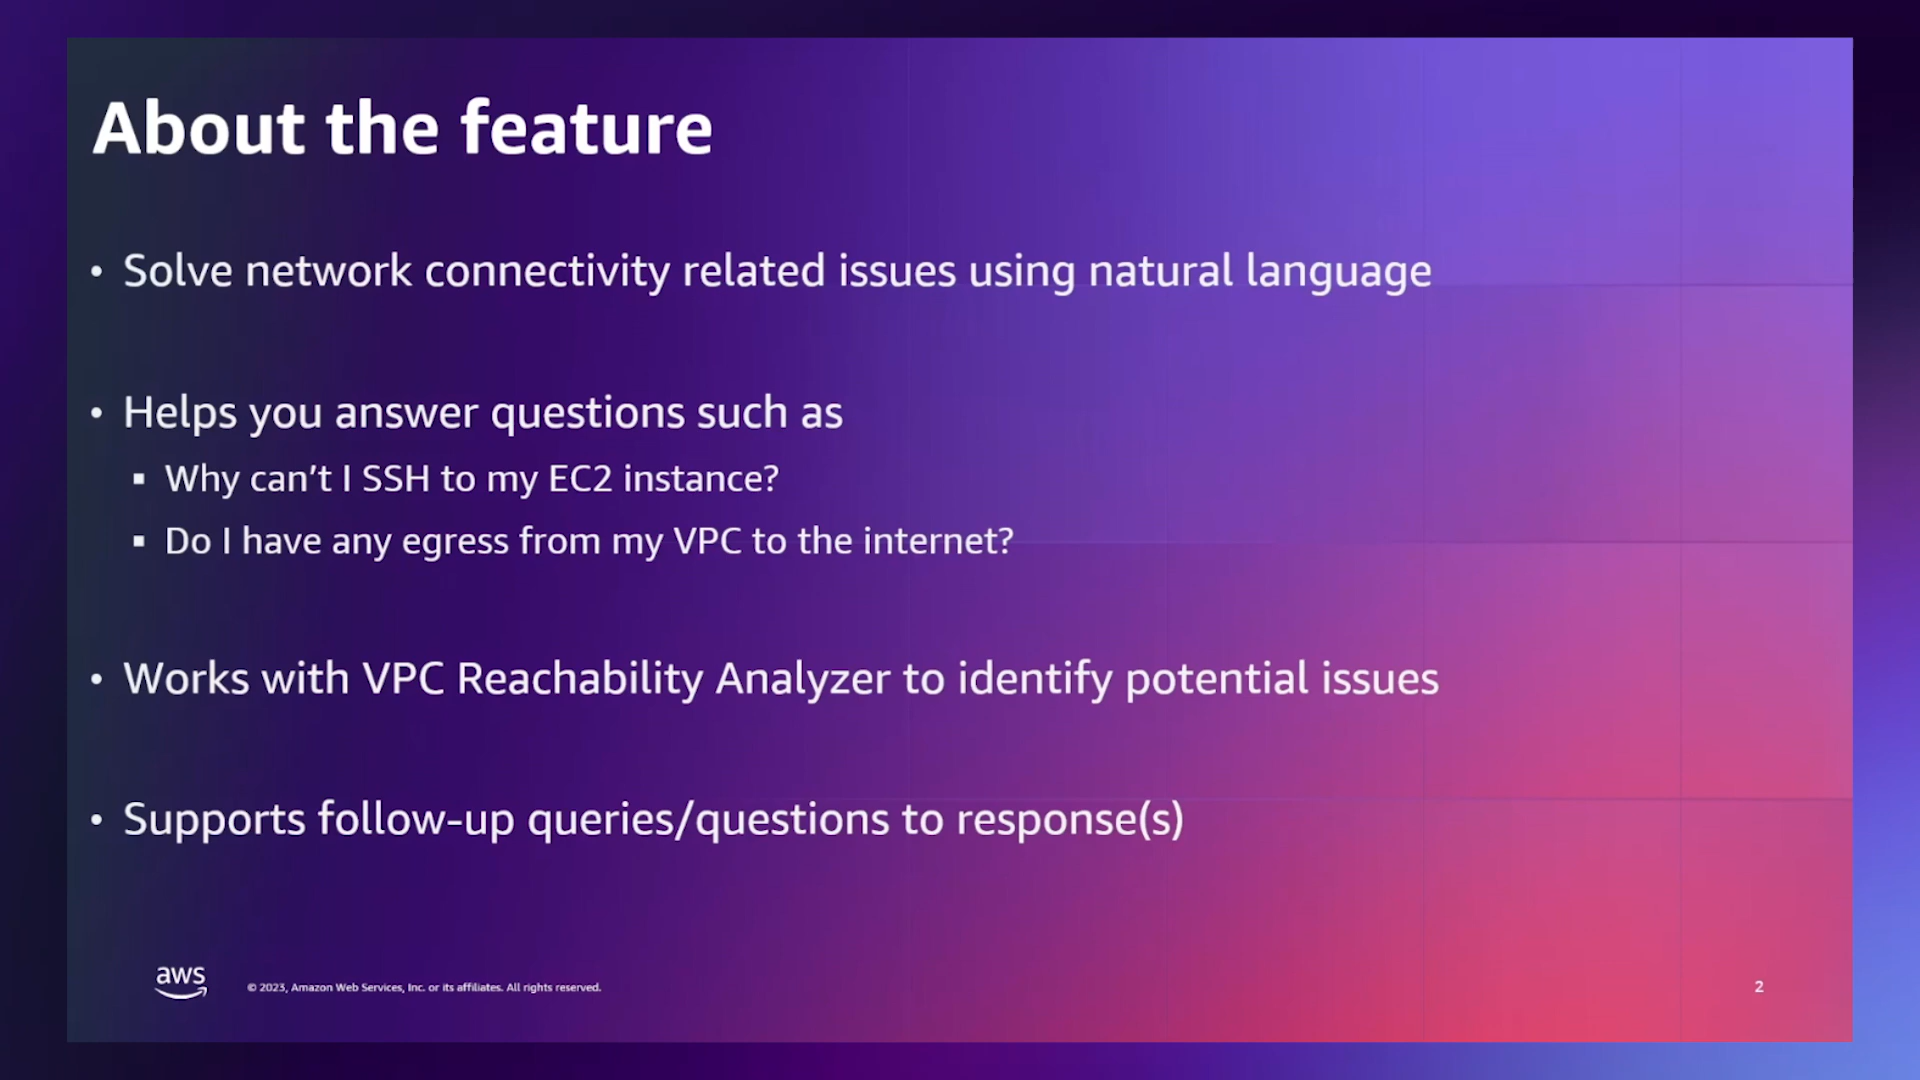 About the feature
• Solve network connectivity related issues using natural language
• Helps you answer questions such as
▪ Why can’t I SSH to my EC2 instance?
▪ Do I have any egress from my VPC to the internet?
• Works with VPC Reachability Analyzer to identify potential issues
• Supports follow-up queries/questions to response(s)
aws
© 2023, Amazon Web Services, Inc. or its affiliates. All rights reserved.
2